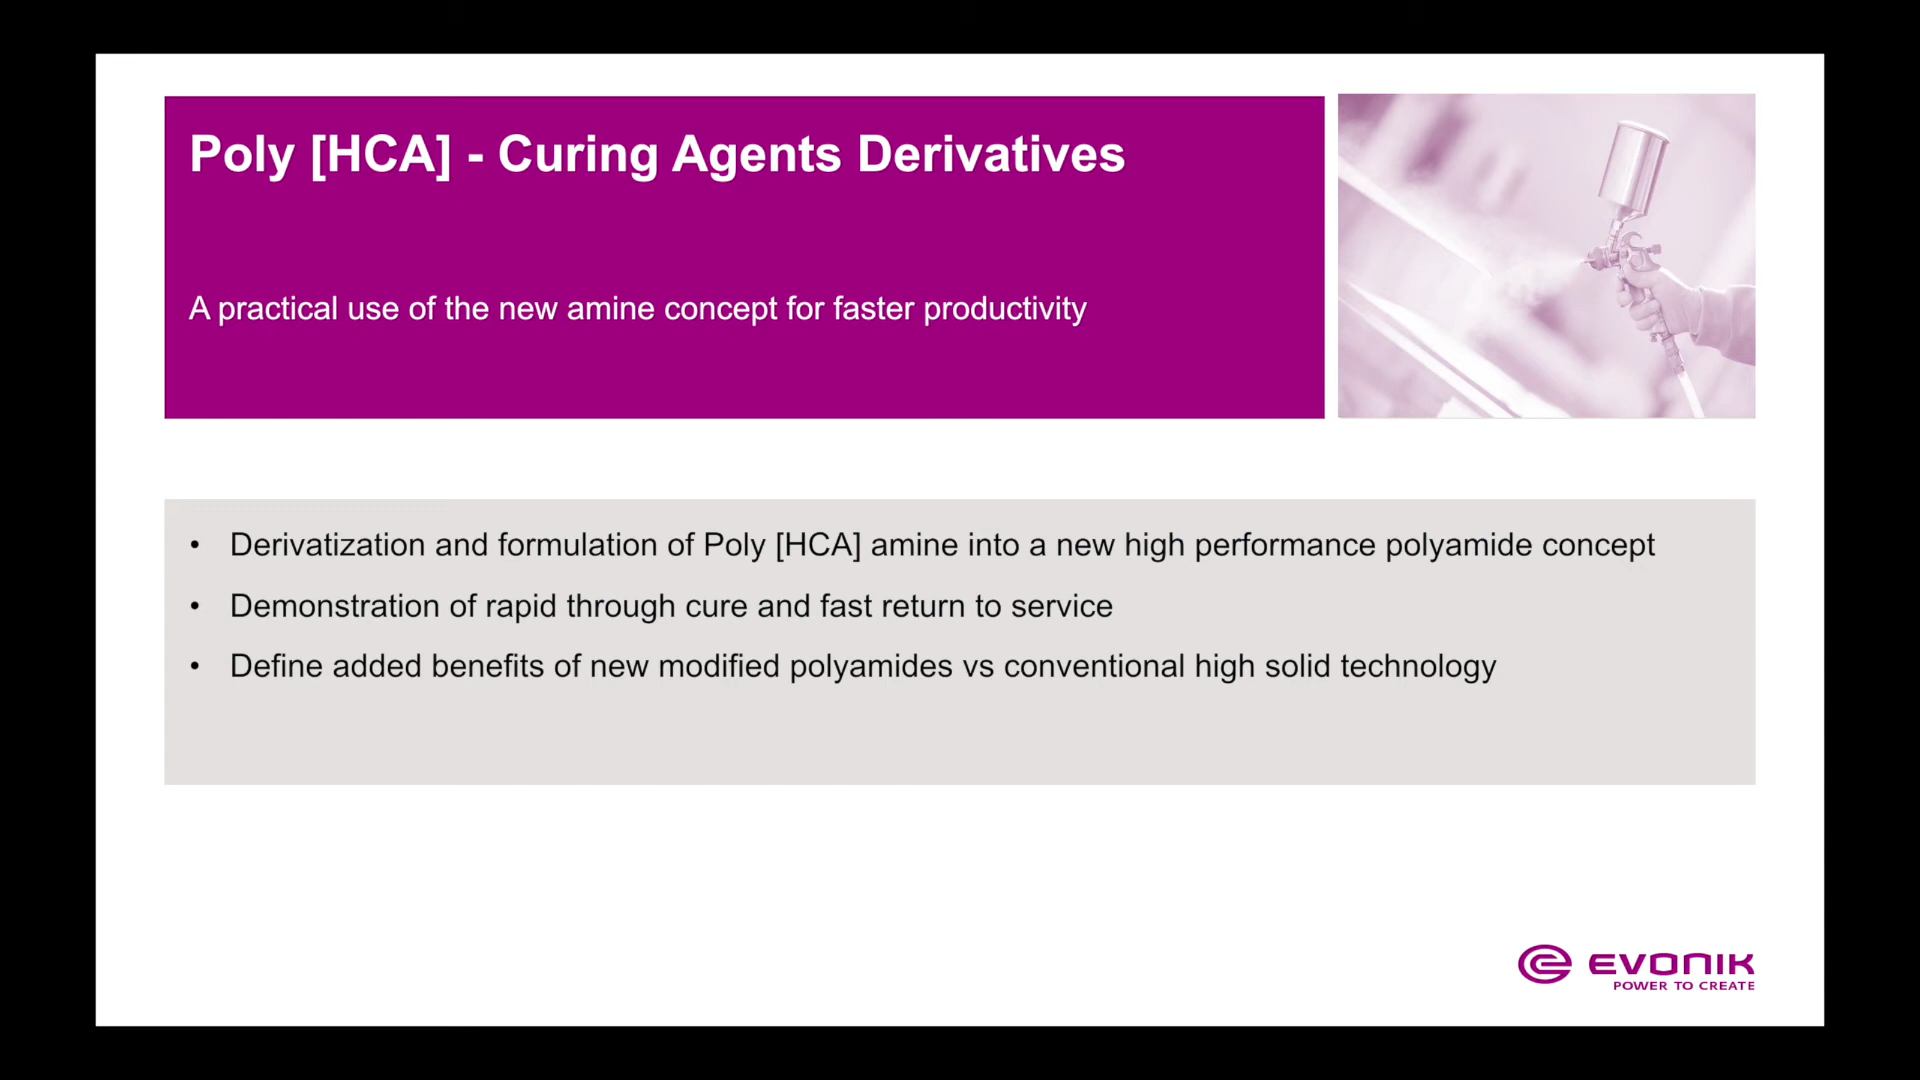 Poly [HCA] - Curing Agents Derivatives
A practical use of the new amine concept for faster productivity
• Derivatization and formulation of Poly [HCA] amine into a new high performance polyamide concept
• Demonstration of rapid through cure and fast return to service
• Define added benefits of new modified polyamides vs conventional high solid technology
EVONIK
POWER TO CREATE